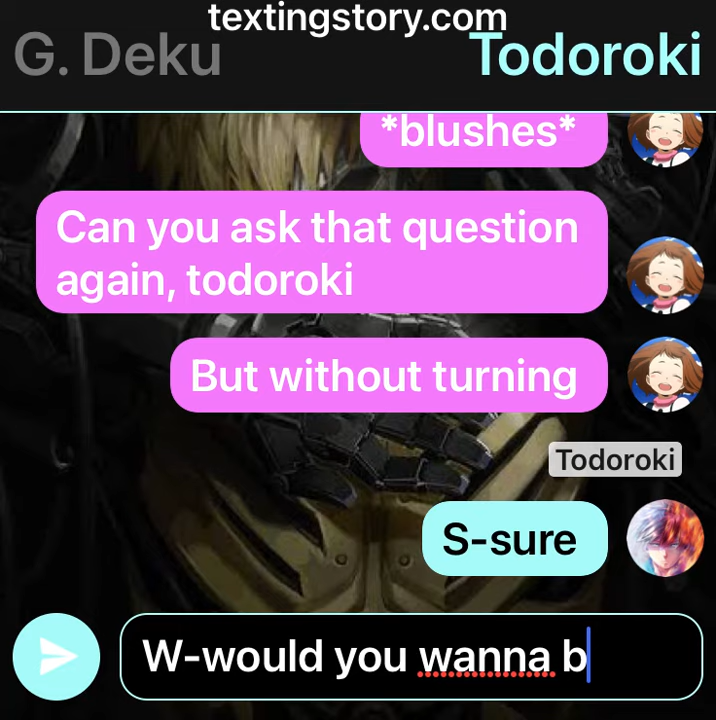 textingstory.com
G. Deku
Todoroki
*blushes*
Can you ask that question
again, todoroki
But without turning
Todoroki
S-sure
W-would you wanna b